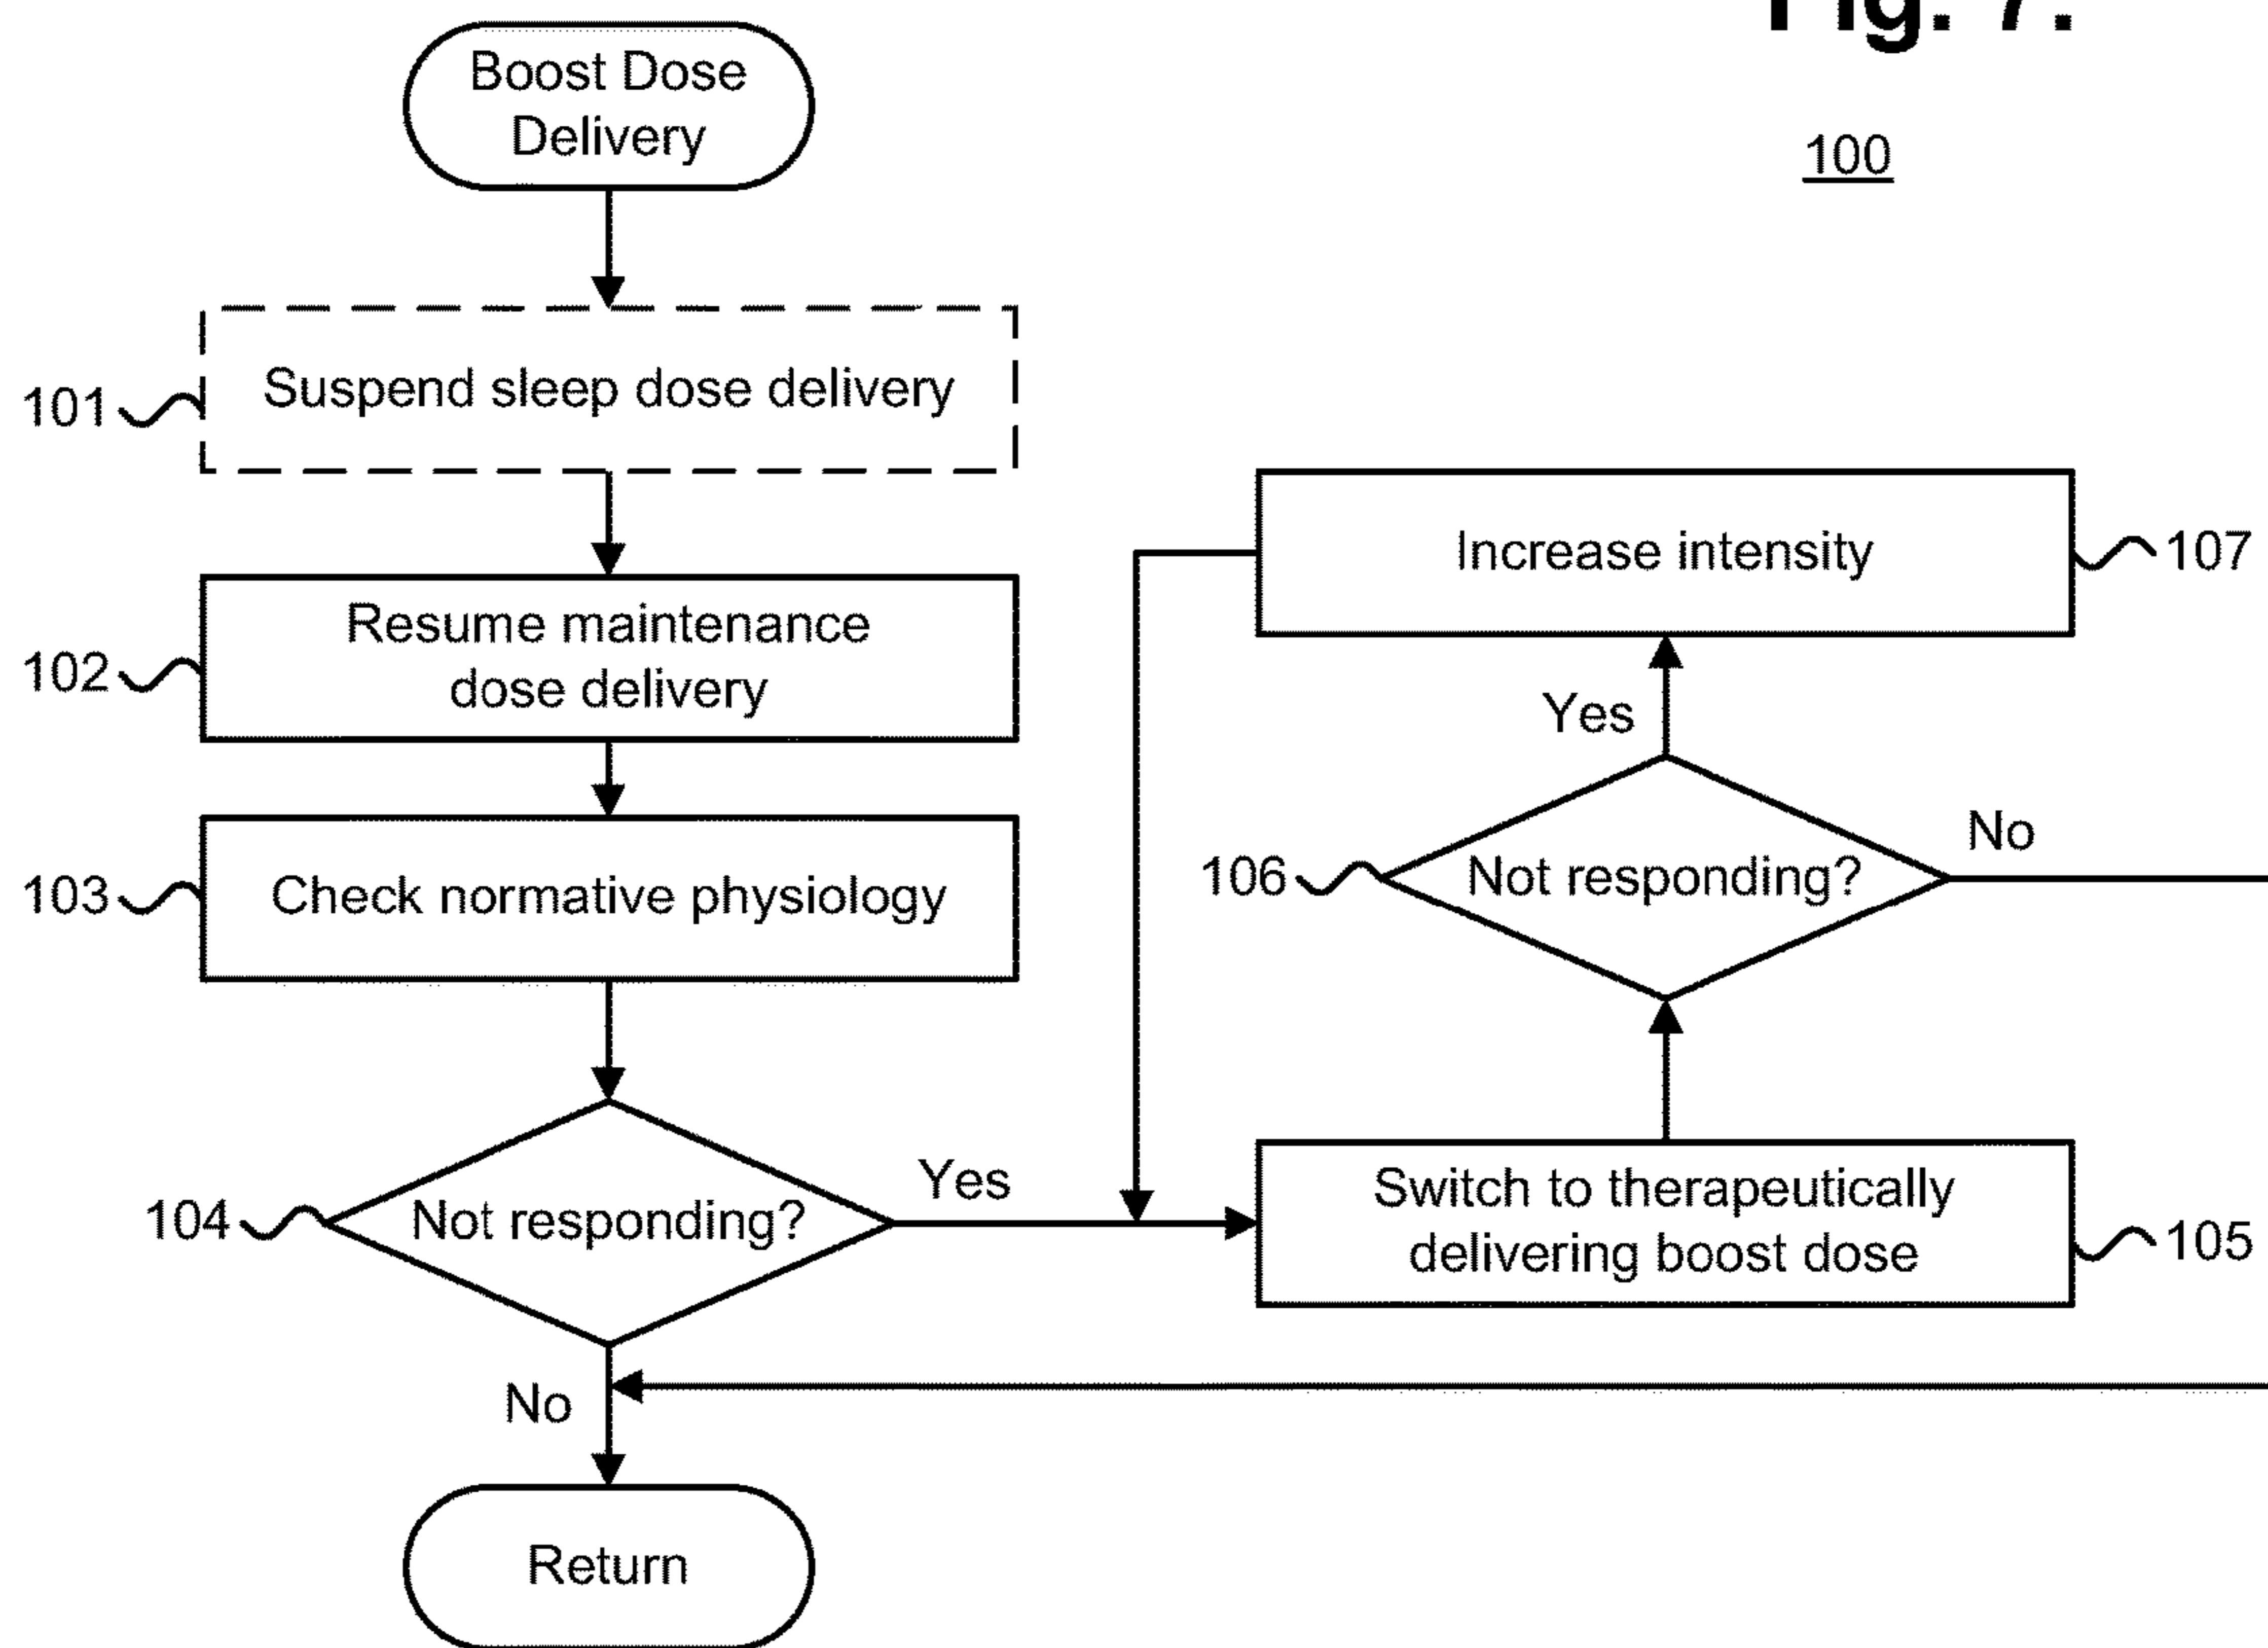 Fig. 7.
100
Boost Dose
Delivery
101
Suspend sleep dose delivery
102
Resume maintenance
dose delivery
103
Check normative physiology
104
Not responding?
Yes
No
Return
105
Switch to therapeutically
delivering boost dose
106
Not responding?
Yes
No
107
Increase intensity